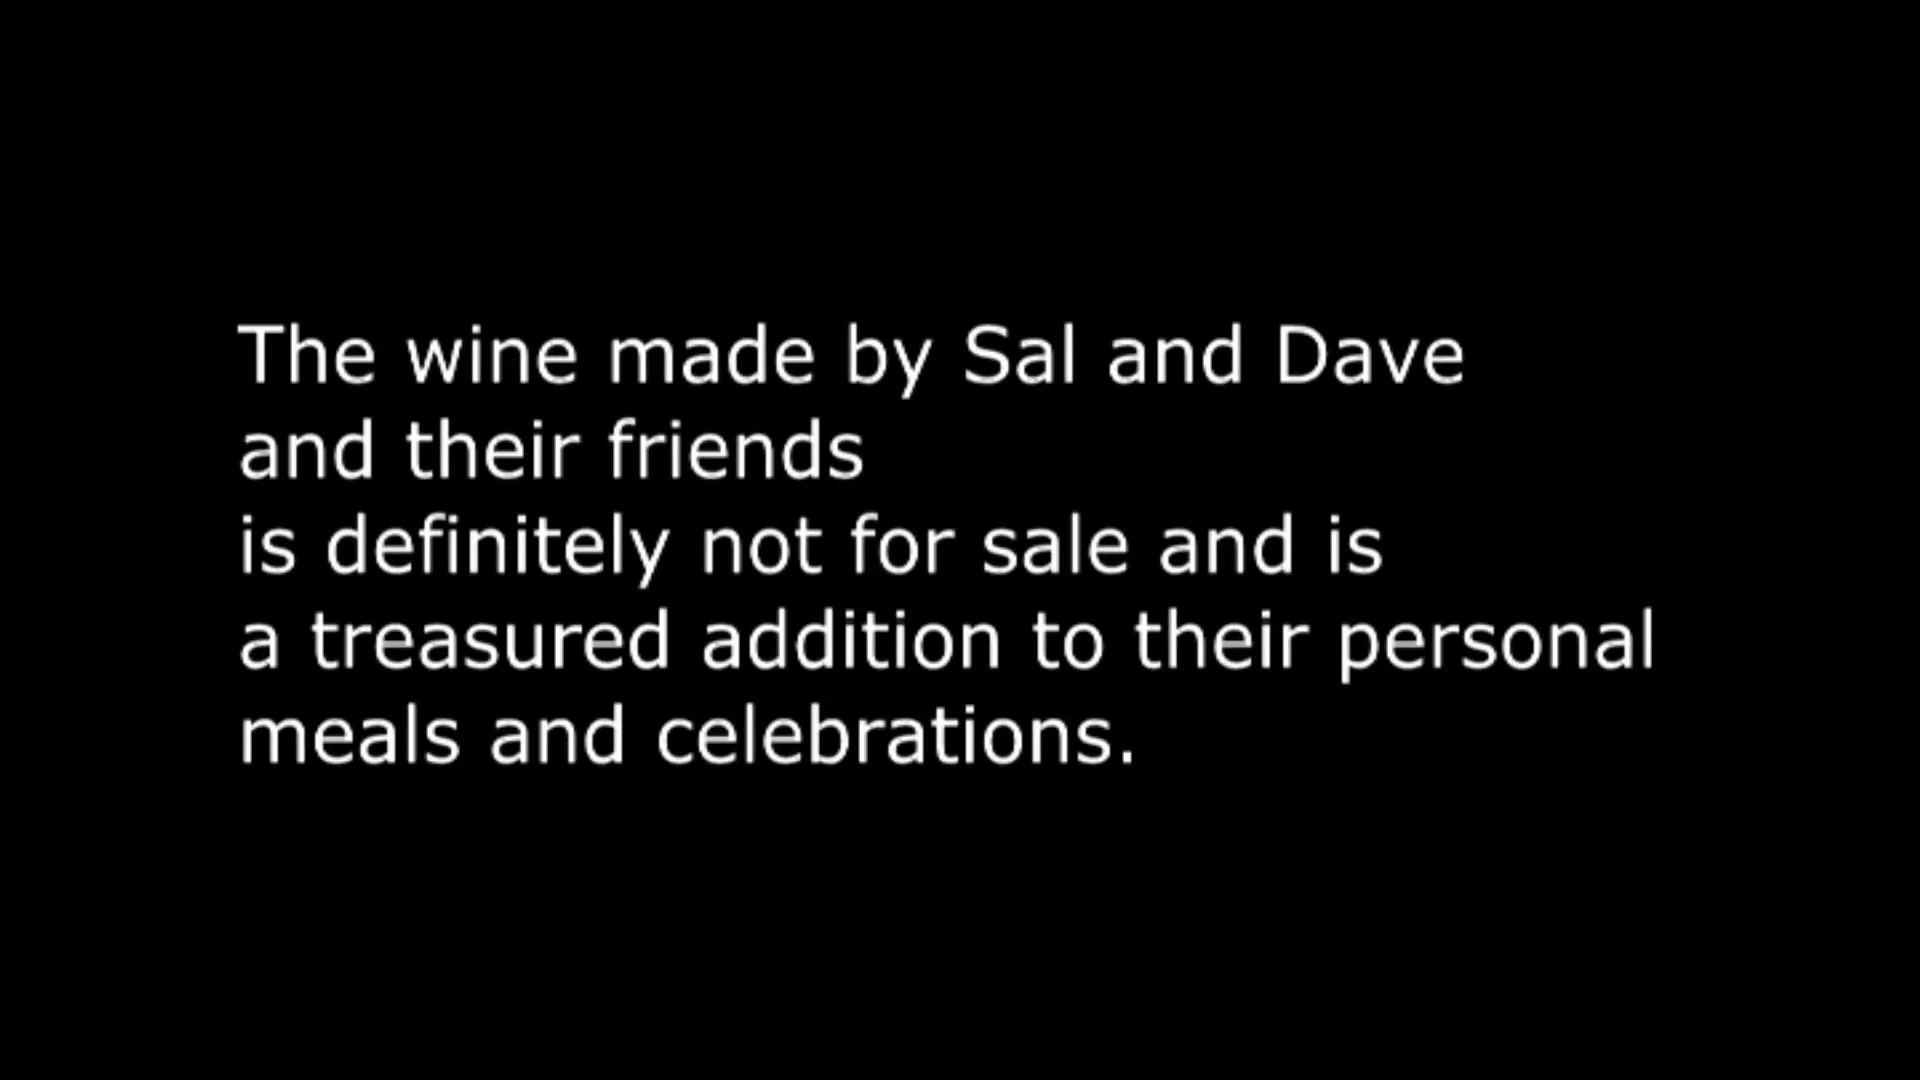 The wine made by Sal and Dave
and their friends
is definitely not for sale and is
a treasured addition to their personal
meals and celebrations.